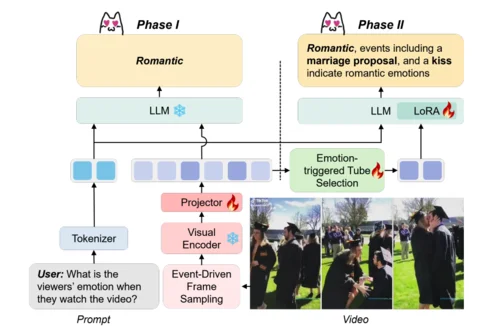 Phase I
Phase II
Romantic
Romantic, events including a
marriage proposal, and a kiss
indicate romantic emotions
LLM
LLM
LoRA
Emotion-
triggered Tube
Selection
Projector
Tokenizer
Visual
Encoder
User: What is the
viewers' emotion when
they watch the video?
Event-Driven
Frame
Sampling
Prompt
Video